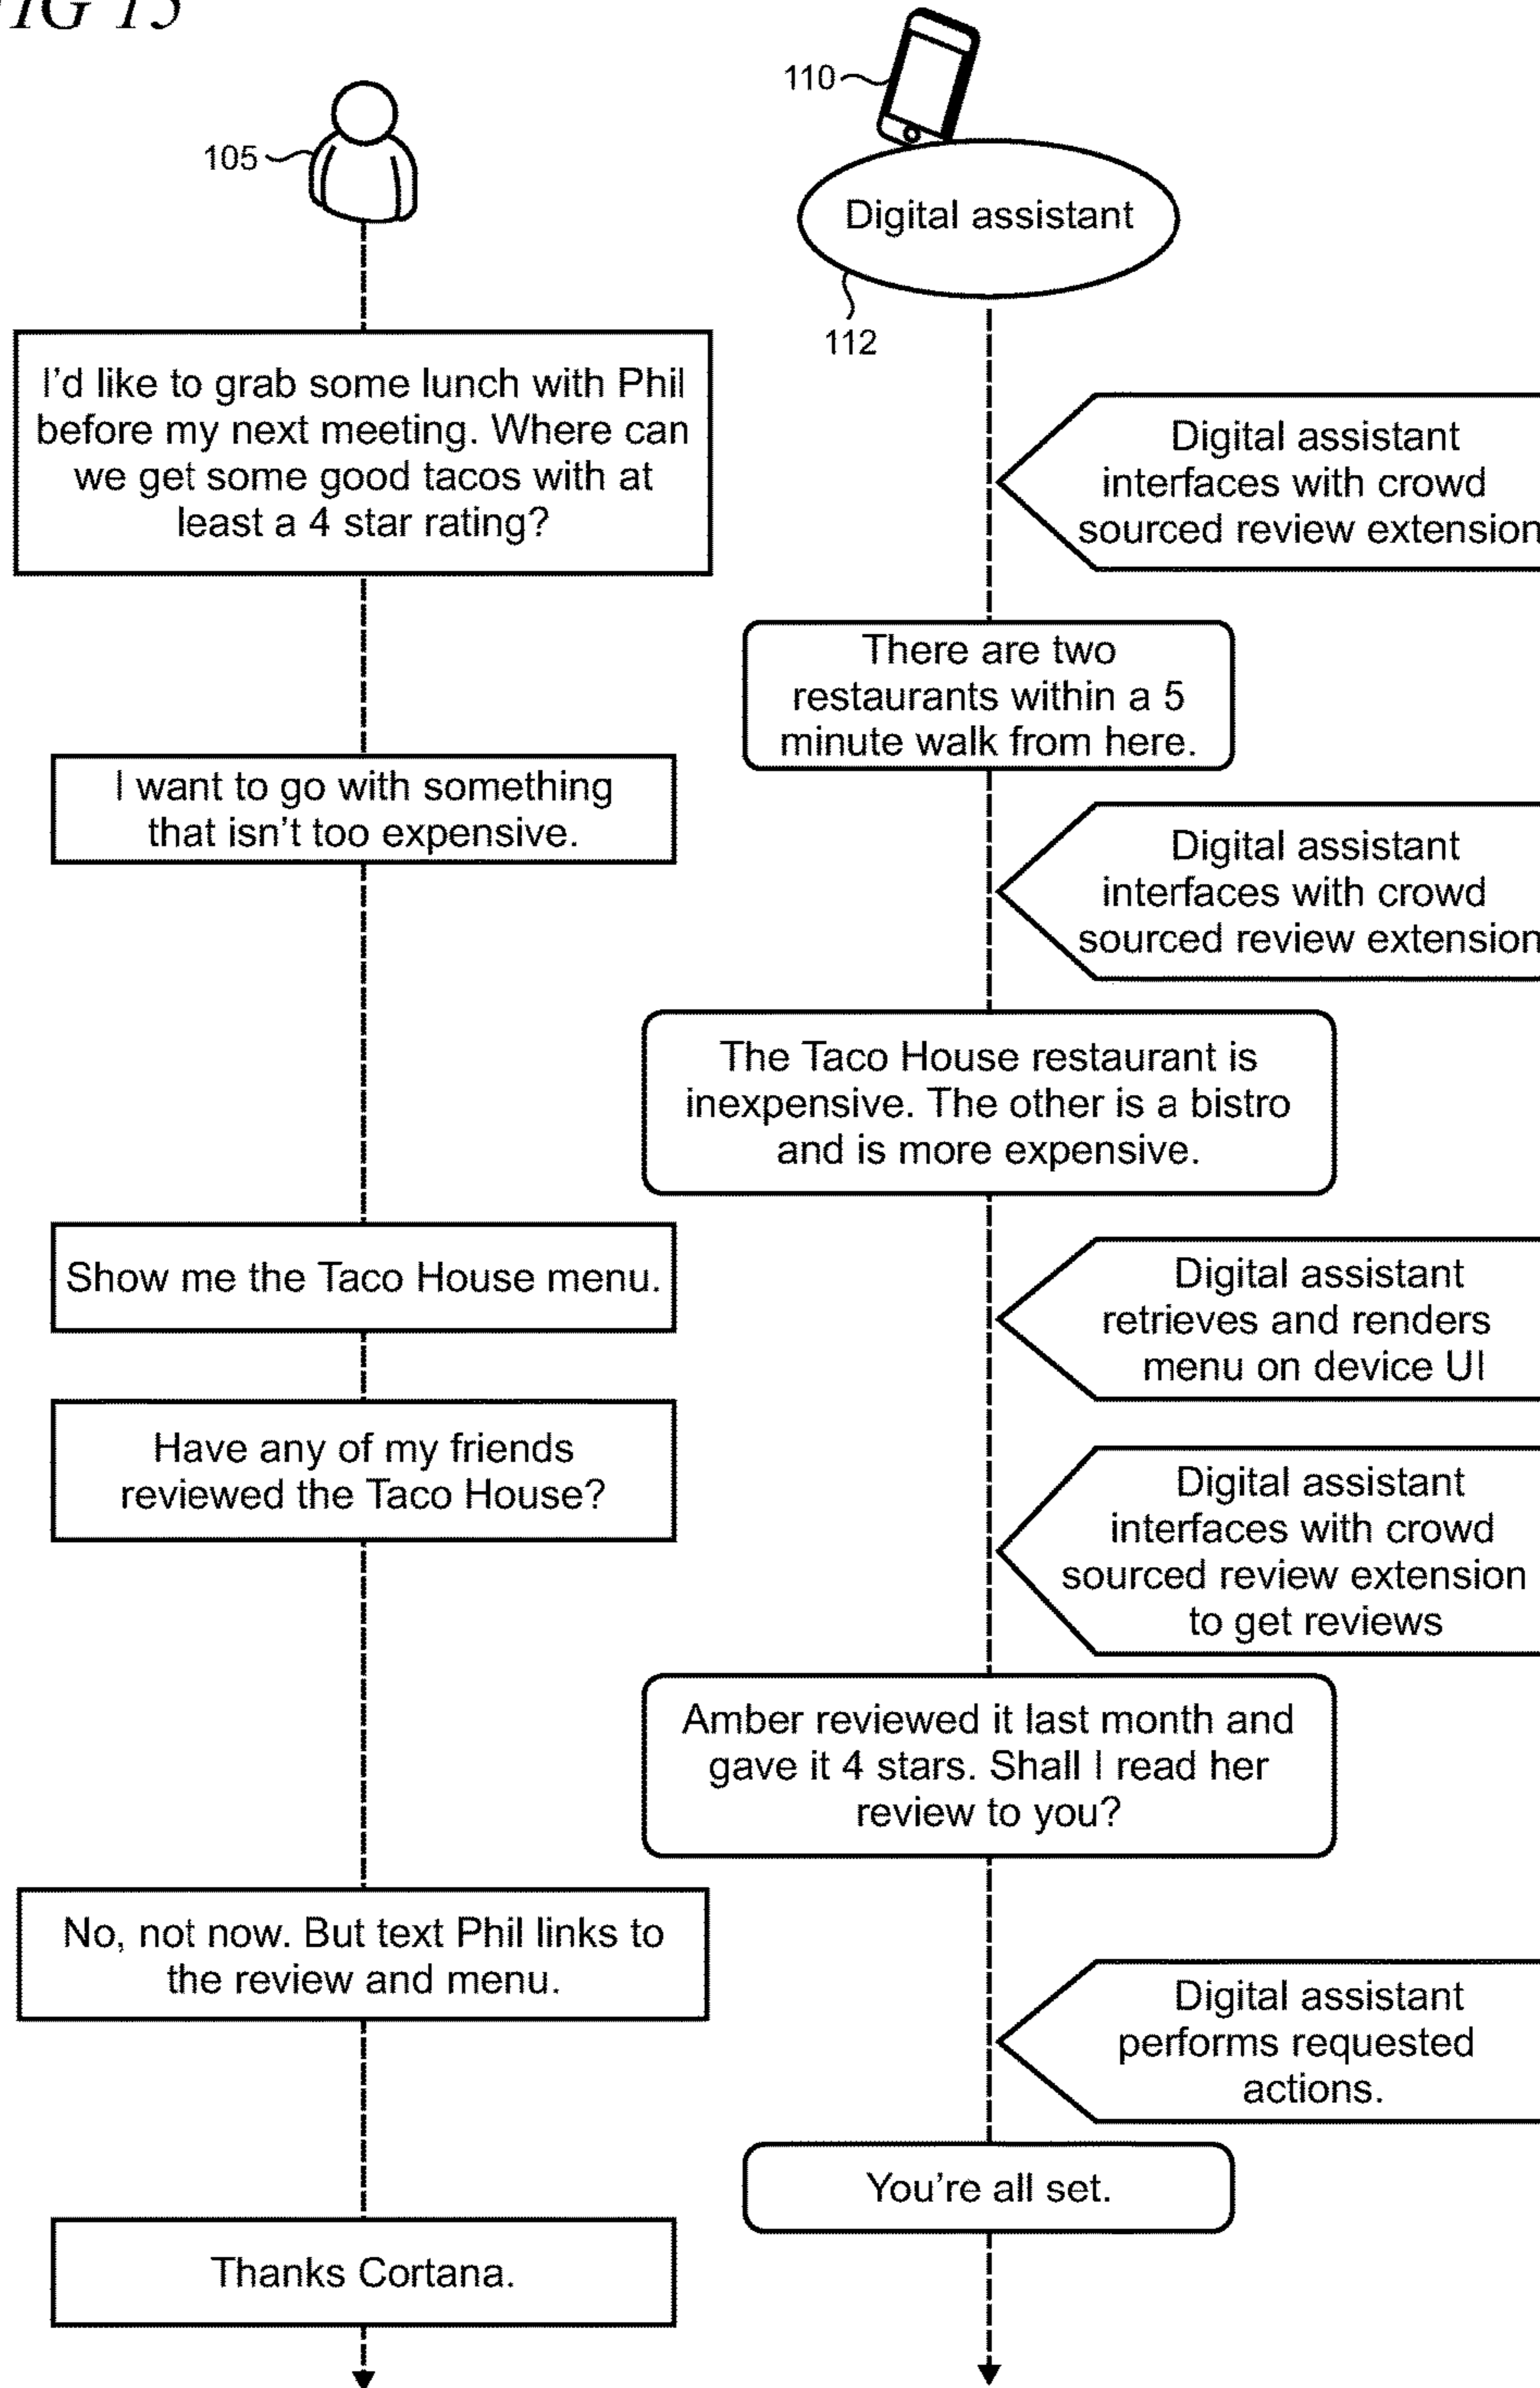 FIG 15
110
105
Digital assistant
112
I'd like to grab some lunch with Phil
before my next meeting. Where can
we get some good tacos with at
least a 4 star rating?
Digital assistant
interfaces with crowd
sourced review extension
There are two
restaurants within a 5
minute walk from here.
I want to go with something
that isn't too expensive.
Digital assistant
interfaces with crowd
sourced review extension
The Taco House restaurant is
inexpensive. The other is a bistro
and is more expensive.
Show me the Taco House menu.
Digital assistant
retrieves and renders
menu on device UI
Have any of my friends
reviewed the Taco House?
Digital assistant
interfaces with crowd
sourced review extension
to get reviews
Amber reviewed it last month and
gave it 4 stars. Shall I read her
review to you?
No, not now. But text Phil links to
the review and menu.
Digital assistant
performs requested
actions.
You're all set.
Thanks Cortana.